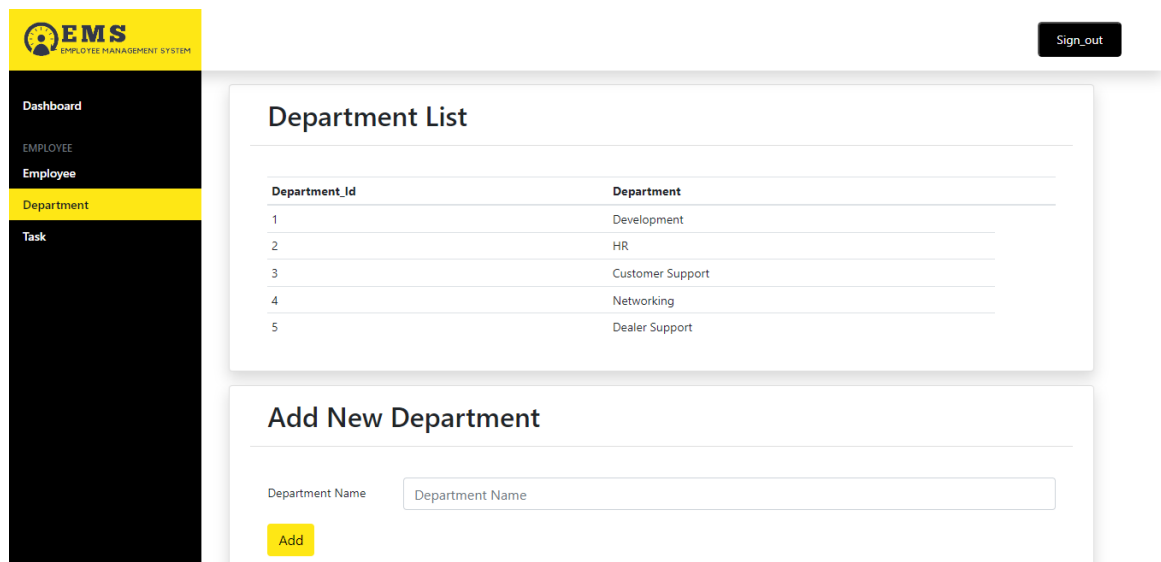 EMS
EMPLOYEE MANAGEMENT SYSTEM
Sign_out
Dashboard
EMPLOYEE
Employee
Department
Task
Department List
Department_Id Department
1 Development
2 HR
3 Customer Support
4 Networking
5 Dealer Support
Add New Department
Department Name Department Name
Add